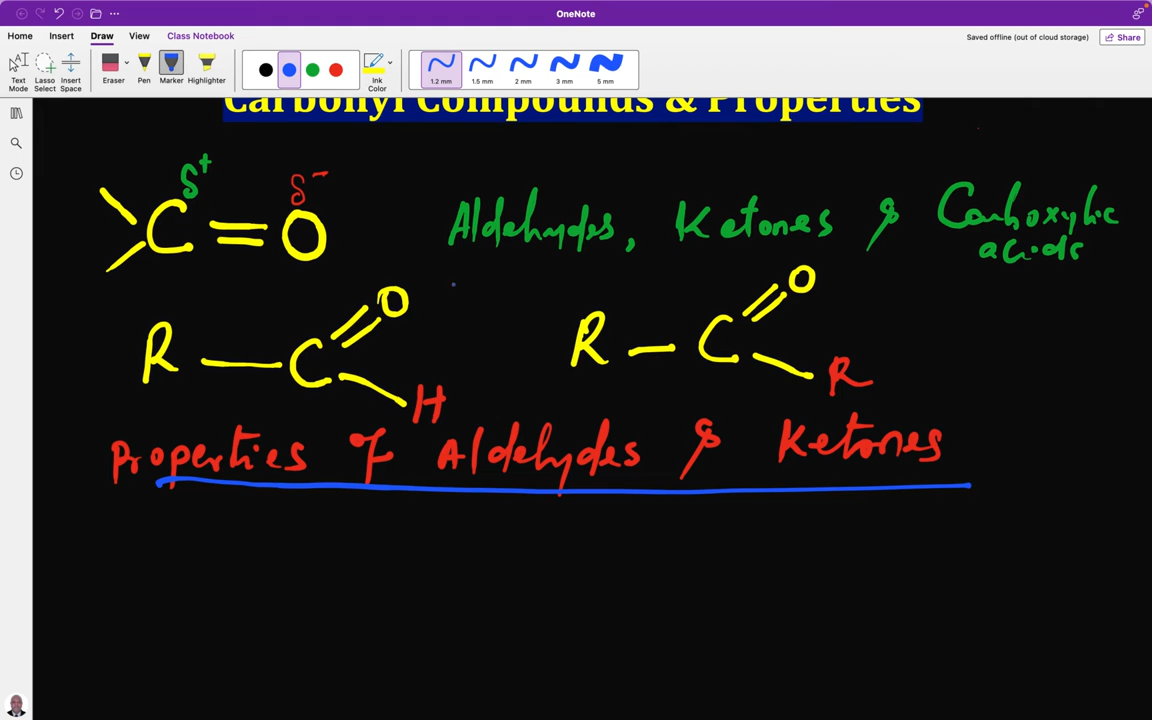 OneNote
Home Insert Draw View Class Notebook
Saved offline (out of cloud storage) Share
Text Mode
Lasso Select
Insert Space
Eraser
Pen
Marker
Highlighter
Ink Color
1.2 mm 1.5 mm 2 mm 3 mm 5 mm
Carbonyl Compounds & Properties
δ+ δ−
C = O
Aldehydes, Ketones & Carboxylic
acids
O
R — C
H
O
R — C
R
Properties of Aldehydes & Ketones